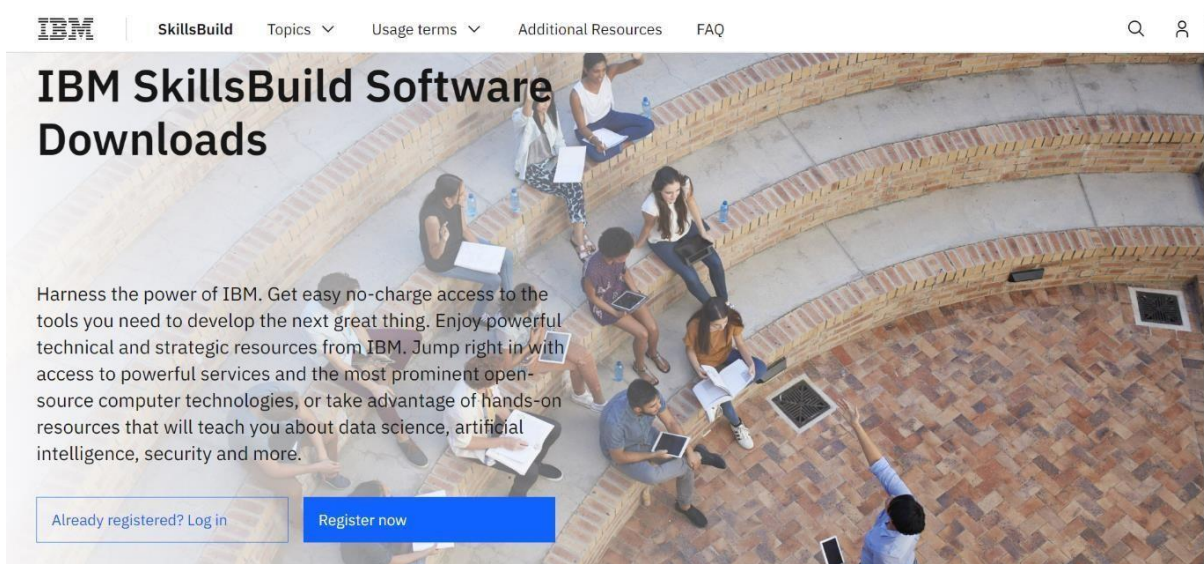 IBM SkillsBuild Topics Usage terms Additional Resources FAQ
IBM SkillsBuild Software
Downloads
Harness the power of IBM. Get easy no-charge access to the
tools you need to develop the next great thing. Enjoy powerful
technical and strategic resources from IBM. Jump right in with
access to powerful services and the most prominent open-
source computer technologies, or take advantage of hands-on
resources that will teach you about data science, artificial
intelligence, security and more.
Already registered? Log in Register now